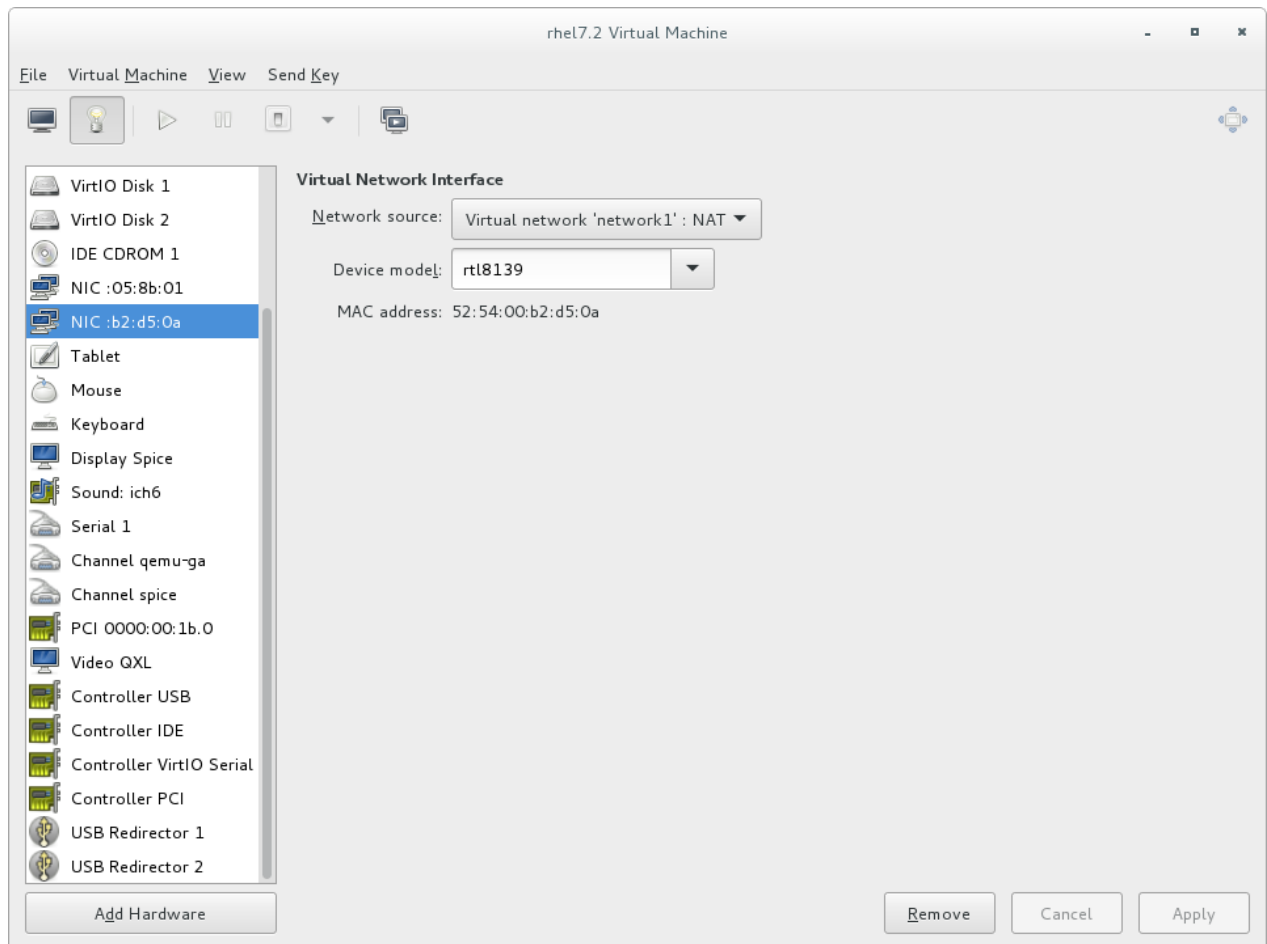 rhel7.2 Virtual Machine
File Virtual Machine View Send Key
VirtIO Disk 1
VirtIO Disk 2
IDE CDROM 1
NIC :05:8b:01
NIC :b2:d5:0a
Tablet
Mouse
Keyboard
Display Spice
Sound: ich6
Serial 1
Channel qemu-ga
Channel spice
PCI 0000:00:1b.0
Video QXL
Controller USB
Controller IDE
Controller VirtIO Serial
Controller PCI
USB Redirector 1
USB Redirector 2
Add Hardware
Virtual Network Interface
Network source: Virtual network 'network1' : NAT
Device model: rtl8139
MAC address: 52:54:00:b2:d5:0a
Remove Cancel Apply